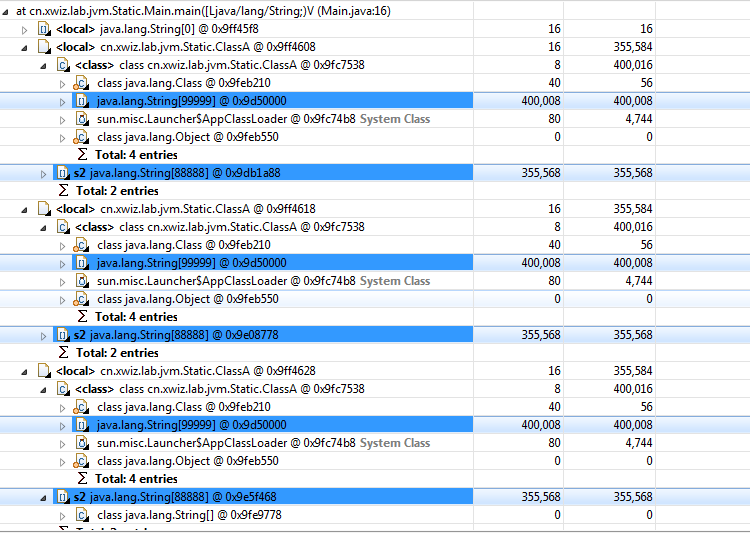 at cn.xwiz.lab.jvm.Static.Main.main([Ljava/lang/String;)V (Main.java:16)
<local> java.lang.String[0] @ 0x9ff45f8 16 16
<local> cn.xwiz.lab.jvm.Static.ClassA @ 0x9ff4608 16 355,584
<class> class cn.xwiz.lab.jvm.Static.ClassA @ 0x9fc7538 8 400,016
class java.lang.Class @ 0x9feb210 40 56
java.lang.String[99999] @ 0x9d50000 400,008 400,008
sun.misc.Launcher$AppClassLoader @ 0x9fc74b8 System Class 80 4,744
class java.lang.Object @ 0x9feb550 0 0
Σ Total: 4 entries
s2 java.lang.String[88888] @ 0x9db1a88 355,568 355,568
Σ Total: 2 entries
<local> cn.xwiz.lab.jvm.Static.ClassA @ 0x9ff4618 16 355,584
<class> class cn.xwiz.lab.jvm.Static.ClassA @ 0x9fc7538 8 400,016
class java.lang.Class @ 0x9feb210 40 56
java.lang.String[99999] @ 0x9d50000 400,008 400,008
sun.misc.Launcher$AppClassLoader @ 0x9fc74b8 System Class 80 4,744
class java.lang.Object @ 0x9feb550 0 0
Σ Total: 4 entries
s2 java.lang.String[88888] @ 0x9e08778 355,568 355,568
Σ Total: 2 entries
<local> cn.xwiz.lab.jvm.Static.ClassA @ 0x9ff4628 16 355,584
<class> class cn.xwiz.lab.jvm.Static.ClassA @ 0x9fc7538 8 400,016
class java.lang.Class @ 0x9feb210 40 56
java.lang.String[99999] @ 0x9d50000 400,008 400,008
sun.misc.Launcher$AppClassLoader @ 0x9fc74b8 System Class 80 4,744
class java.lang.Object @ 0x9feb550 0 0
Σ Total: 4 entries
s2 java.lang.String[88888] @ 0x9e5f468 355,568 355,568
class java.lang.String[] @ 0x9fe9778 0 0